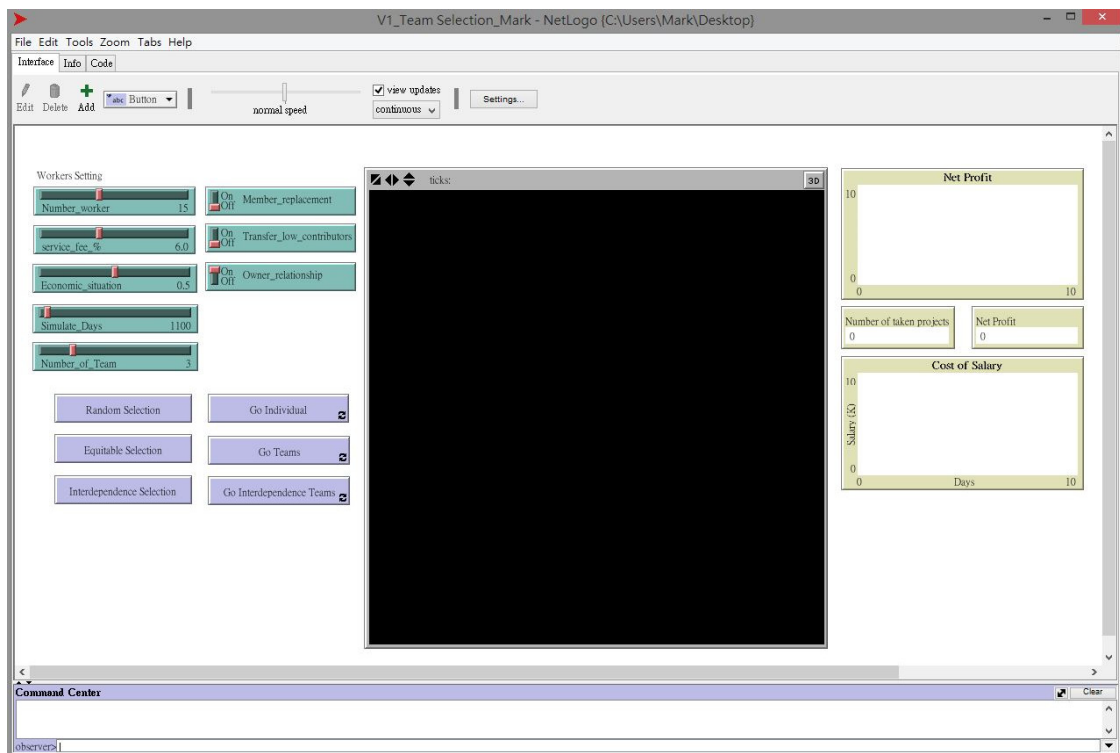 V1_Team Selection_Mark - NetLogo {C:\Users\Mark\Desktop}
File Edit Tools Zoom Tabs Help
Interface Info Code
Edit Delete Add abc Button normal speed view updates continuous Settings...
Workers Setting
Number_worker 15
service_fee_% 6.0
Economic_situation 0.5
Simulate_Days 1100
Number_of_Team 3
On Off Member_replacement
On Off Transfer_low_contributors
On Off Owner_relationship
Random Selection
Go Individual
Equitable Selection
Go Teams
Interdependence Selection
Go Interdependence Teams
ticks: 3D
Net Profit
10
0
0 10
Number of taken projects
0
Net Profit
0
Cost of Salary
10
Salary (K)
0
0 Days 10
Command Center Clear
observer>